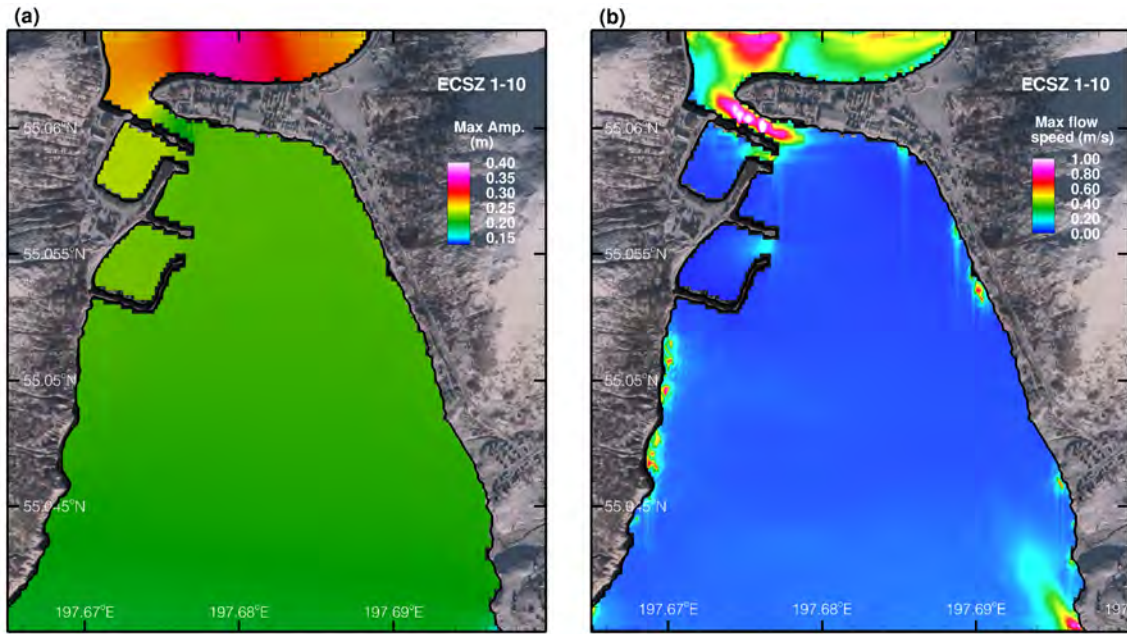 (a)
ECSZ 1-10
55.06°N
Max Amp.
(m)
0.40
0.35
0.30
0.25
0.20
0.15
55.055°N
55.05°N
55.045°N
197.67°E
197.68°E
197.69°E
(b)
ECSZ 1-10
55.06°N
Max flow
speed (m/s)
1.00
0.80
0.60
0.40
0.20
0.00
55.055°N
55.05°N
55.045°N
197.67°E
197.68°E
197.69°E